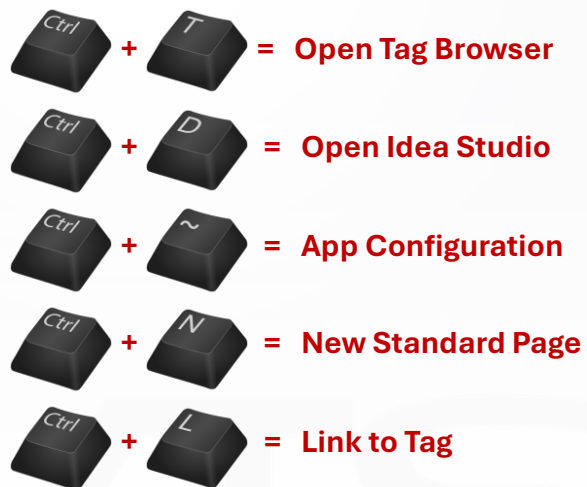 Ctrl + T = Open Tag Browser
Ctrl + D = Open Idea Studio
Ctrl + ~ = App Configuration
Ctrl + N = New Standard Page
Ctrl + L = Link to Tag